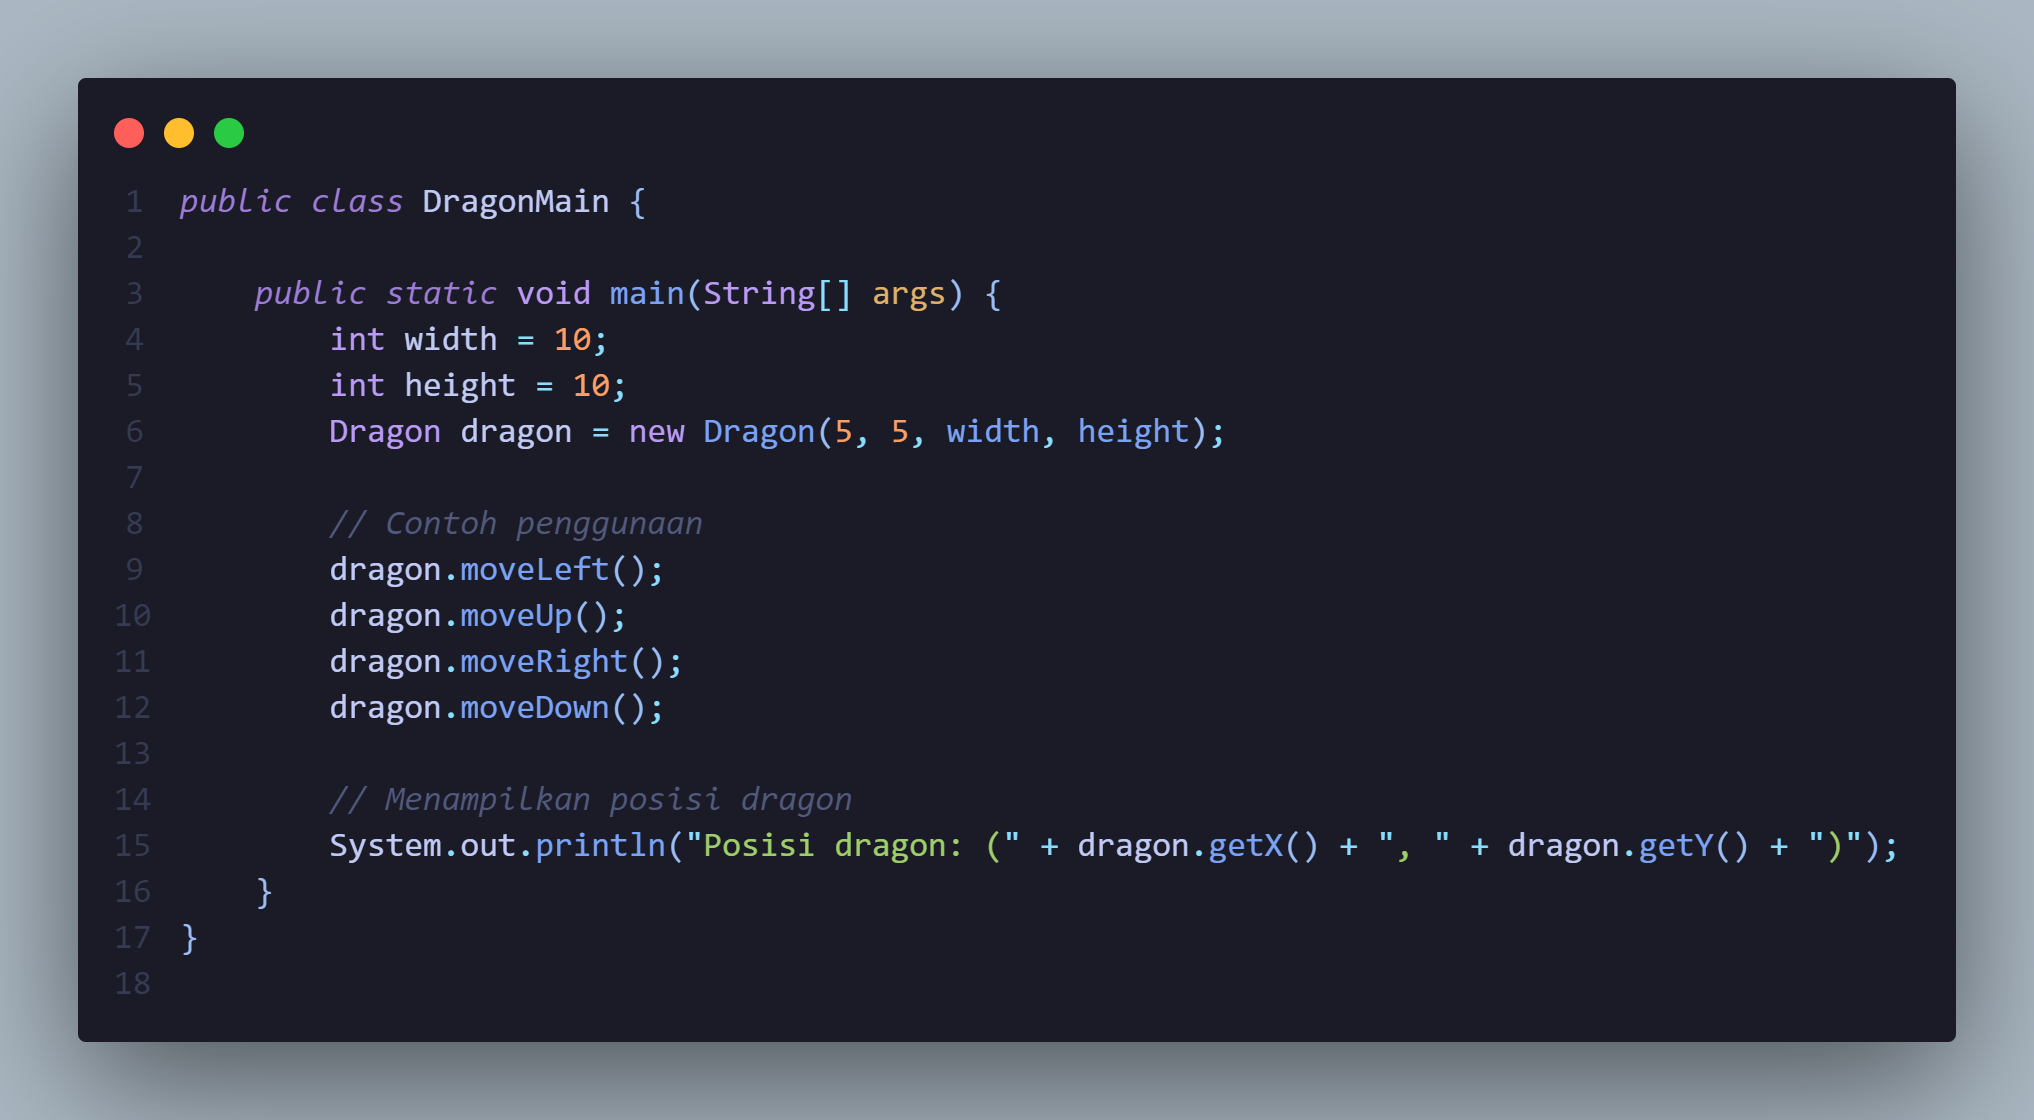 1 public class DragonMain {
2
3     public static void main(String[] args) {
4         int width = 10;
5         int height = 10;
6         Dragon dragon = new Dragon(5, 5, width, height);
7
8         // Contoh penggunaan
9         dragon.moveLeft();
10         dragon.moveUp();
11         dragon.moveRight();
12         dragon.moveDown();
13
14         // Menampilkan posisi dragon
15         System.out.println("Posisi dragon: (" + dragon.getX() + ", " + dragon.getY() + ")");
16     }
17 }
18